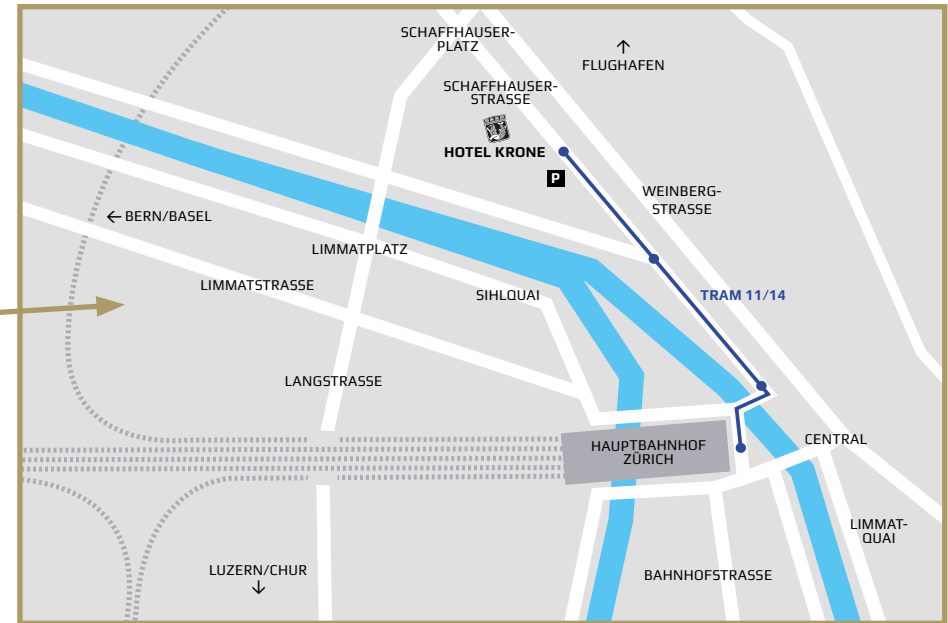 SCHAFFHAUSER-
PLATZ
↑
FLUGHAFEN
SCHAFFHAUSER-
STRASSE
HOTEL KRONE
P
WEINBERG-
STRASSE
← BERN/BASEL
LIMMATPLATZ
LIMMATSTRASSE
SIHLQUAI
TRAM 11/14
LANGSTRASSE
HAUPTBAHNHOF
ZÜRICH
CENTRAL
LIMMAT-
QUAI
LUZERN/CHUR
↓
BAHNHOFSTRASSE